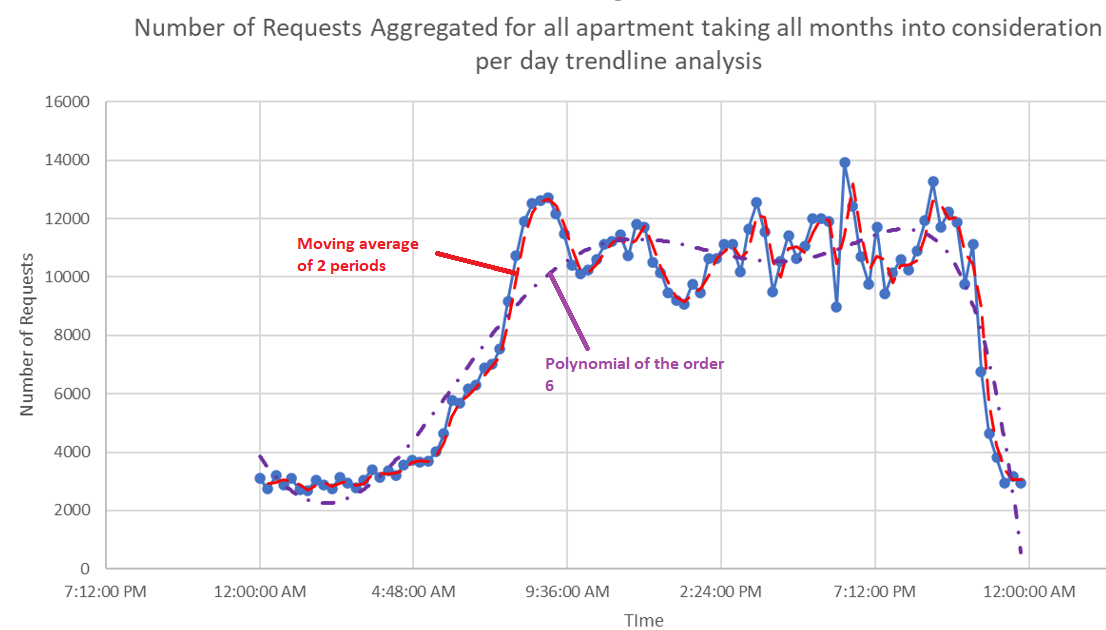 Number of Requests Aggregated for all apartment taking all months into consideration
per day trendline analysis
16000
14000
12000
10000
8000
6000
4000
2000
0
Number of Requests
Moving average
of 2 periods
Polynomial of the order
6
7:12:00 PM
12:00:00 AM
4:48:00 AM
9:36:00 AM
2:24:00 PM
7:12:00 PM
12:00:00 AM
TIme